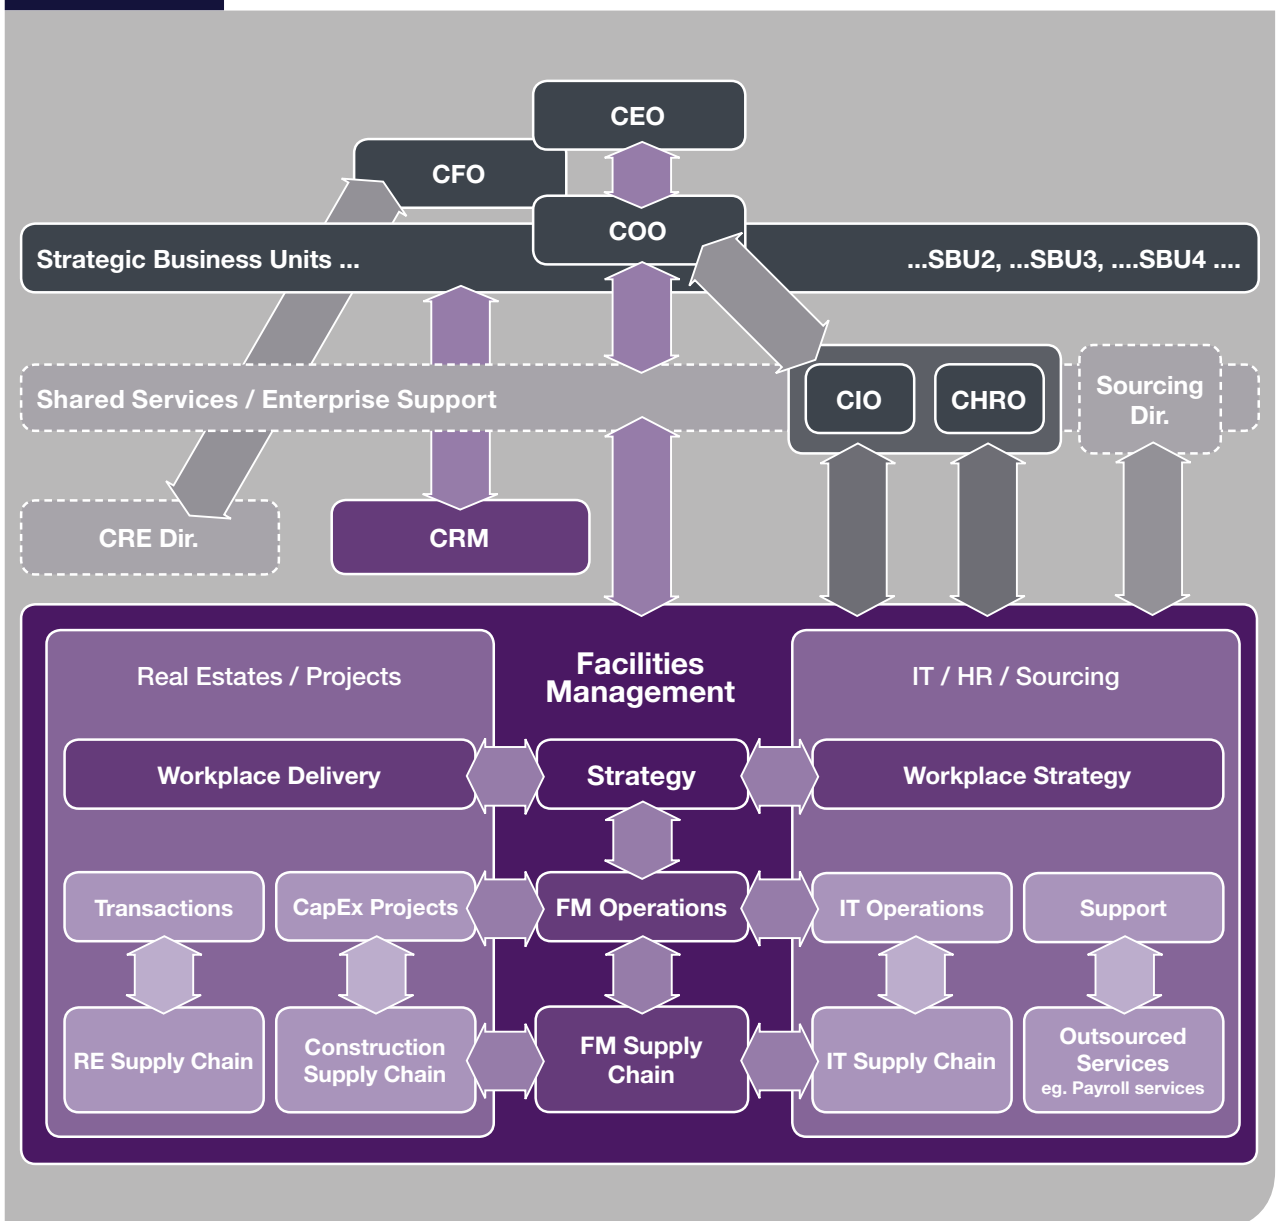 CEO
CFO
COO
Strategic Business Units ...
...SBU2, ...SBU3, ....SBU4 ....
Shared Services / Enterprise Support
CIO
CHRO
Sourcing
Dir.
CRE Dir.
CRM
Real Estates / Projects
Facilities
Management
IT / HR / Sourcing
Workplace Delivery
Strategy
Workplace Strategy
Transactions
CapEx Projects
FM Operations
IT Operations
Support
RE Supply Chain
Construction
Supply Chain
FM Supply
Chain
IT Supply Chain
Outsourced
Services
eg. Payroll services